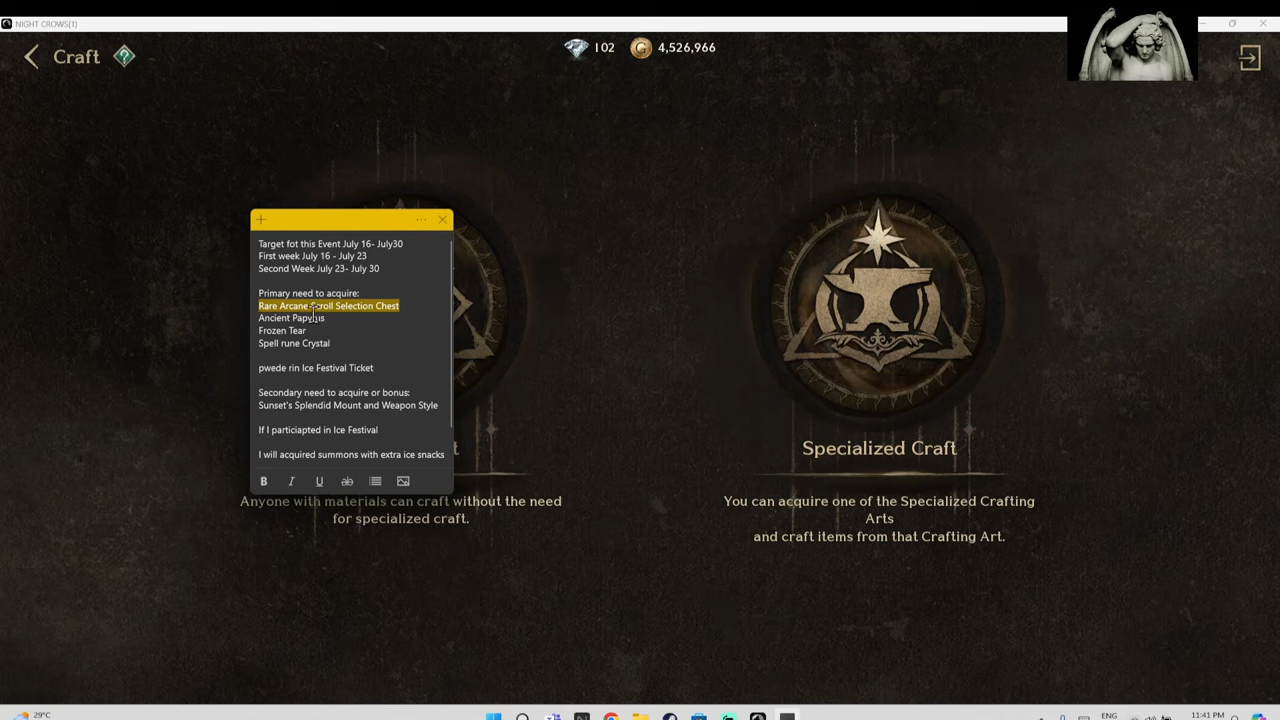 NIGHT CROWS(1)
Craft
102
4,526,966
Target fot this Event July 16- July30
First week July 16 - July 23
Second Week July 23- July 30
Primary need to acquire:
Rare Arcane Scroll Selection Chest
Ancient Papyrus
Frozen Tear
Spell rune Crystal
pwede rin Ice Festival Ticket
Secondary need to acquire or bonus:
Sunset's Splendid Mount and Weapon Style
If I particiapted in Ice Festival
I will acquired summons with extra ice snacks
Anyone with materials can craft without the need
for specialized craft.
Specialized Craft
You can acquire one of the Specialized Crafting
Arts
and craft items from that Crafting Art.
29°C
ENG
11:41 PM